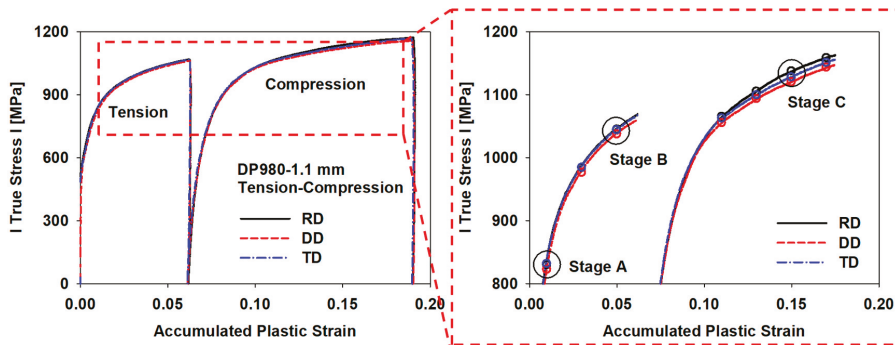 I True Stress I [MPa]
1200
900
600
300
0
Tension
Compression
DP980-1.1 mm
Tension-Compression
RD
DD
TD
0.00 0.05 0.10 0.15 0.20
Accumulated Plastic Strain
I True Stress I [MPa]
1200
1100
1000
900
800
Stage A
Stage B
Stage C
RD
DD
TD
0.00 0.05 0.10 0.15 0.20
Accumulated Plastic Strain